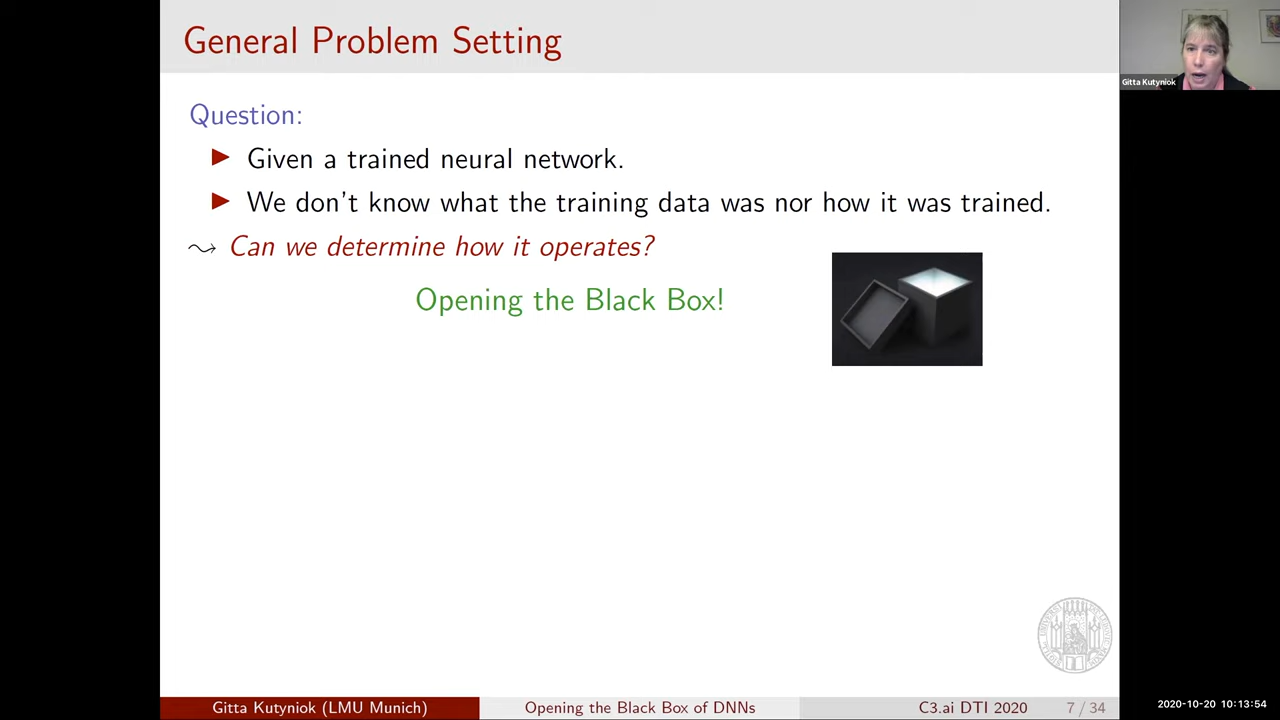 General Problem Setting
Gitta Kutyniok
Question:
▶ Given a trained neural network.
▶ We don't know what the training data was nor how it was trained.
⤳ Can we determine how it operates?
Opening the Black Box!
Gitta Kutyniok (LMU Munich) Opening the Black Box of DNNs C3.ai DTI 2020 7 / 34
2020-10-20 10:13:54